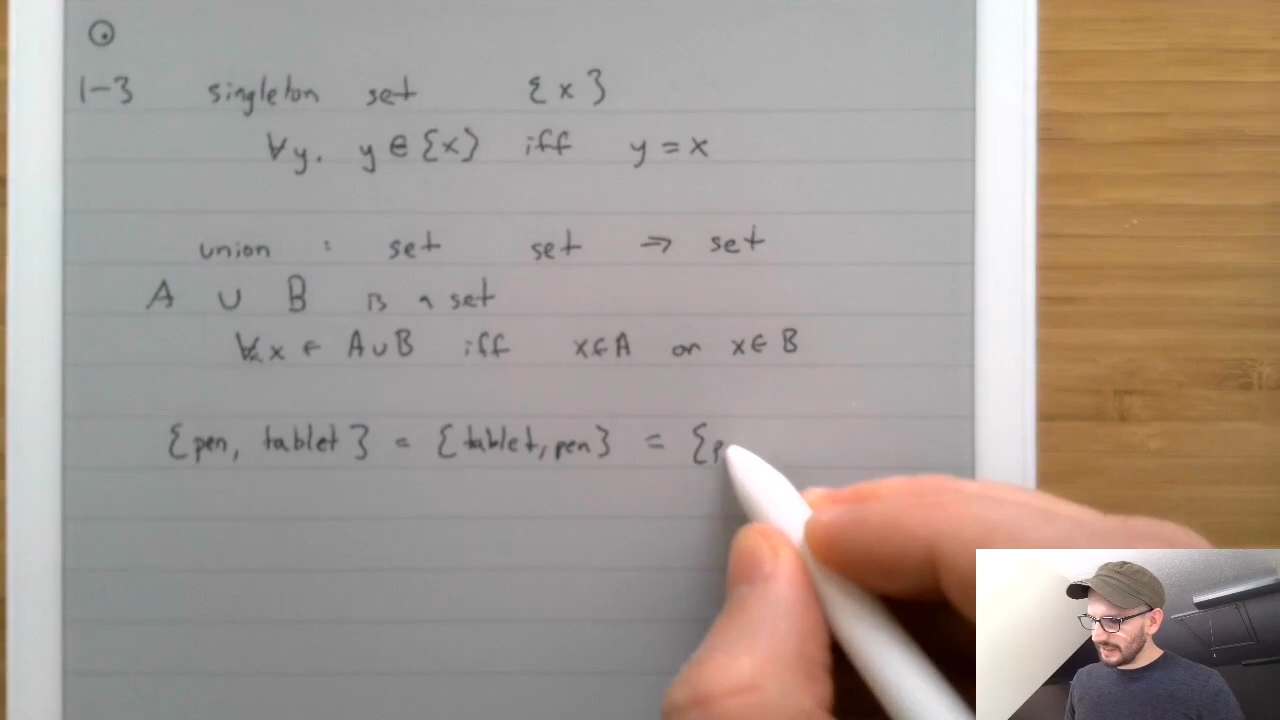 1-3 singleton set {x}
∀y. y ∈ {x} iff y = x
union : set set → set
A ∪ B is a set
∀x ∈ A∪B iff x∈A or x∈B
{pen, tablet} = {tablet, pen} = {p